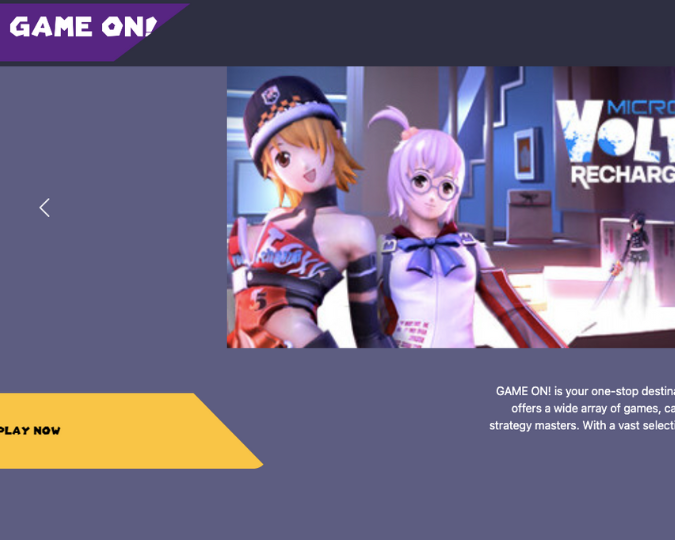 GAME ON!
MICRO
VOLT
RECHARG
GAME ON! is your one-stop destina
offers a wide array of games, ca
strategy masters. With a vast selecti
PLAY NOW